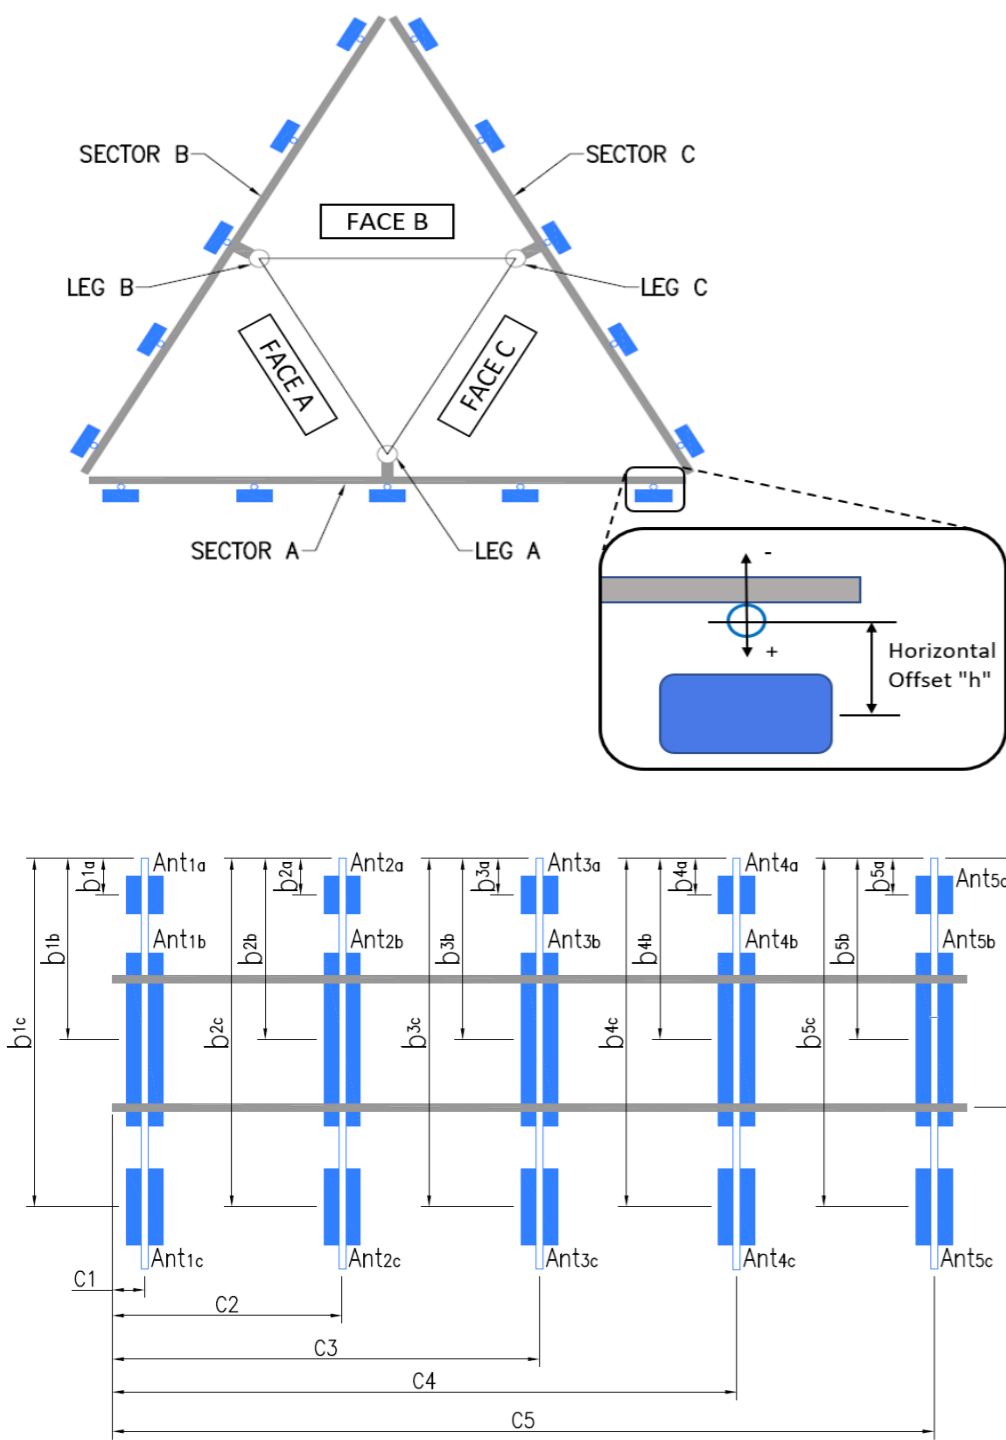 SECTOR B
SECTOR C
FACE B
LEG B
LEG C
FACE A
FACE C
SECTOR A
LEG A
-
+
Horizontal
Offset "h"
b1a
Ant1a
b2a
Ant2a
b3a
Ant3a
b4a
Ant4a
b5a
Ant5a
b1b
Ant1b
b2b
Ant2b
b3b
Ant3b
b4b
Ant4b
b5b
Ant5b
b1c
b2c
b3c
b4c
b5c
Ant1c
Ant2c
Ant3c
Ant4c
Ant5c
C1
C2
C3
C4
C5